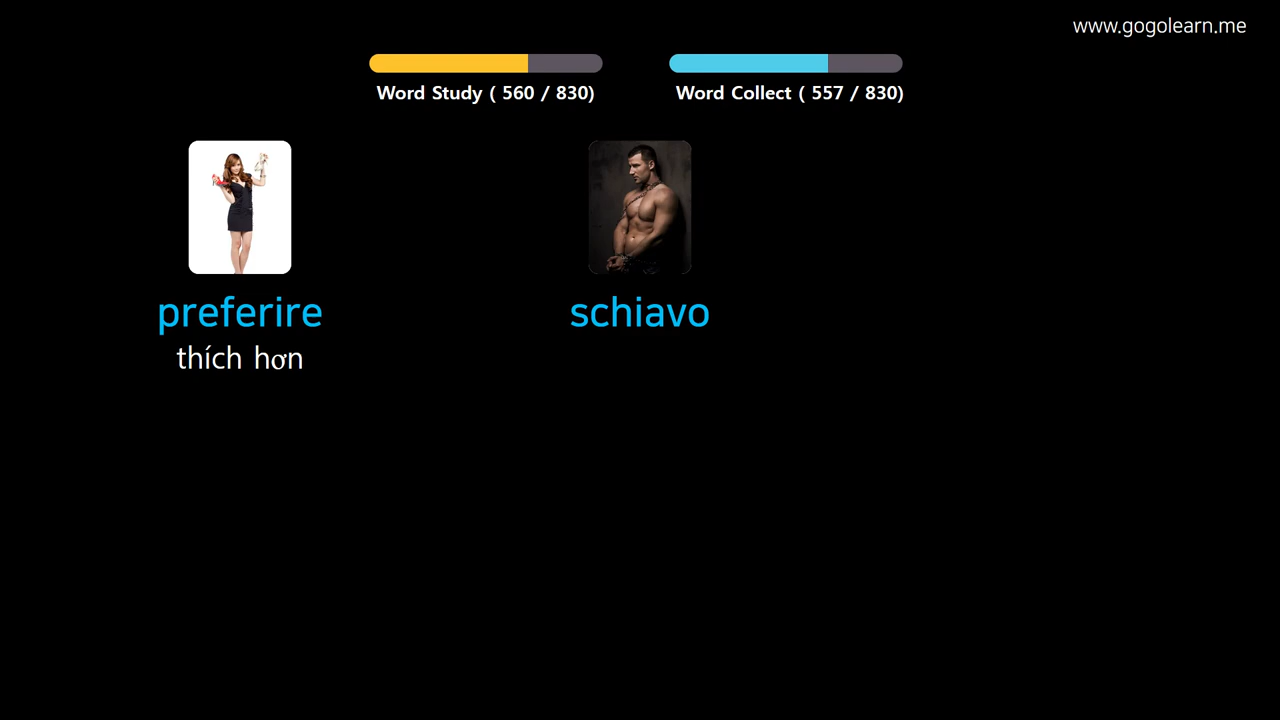 www.gogolearn.me
Word Study ( 560 / 830)
Word Collect ( 557 / 830)
preferire
thích hơn
schiavo